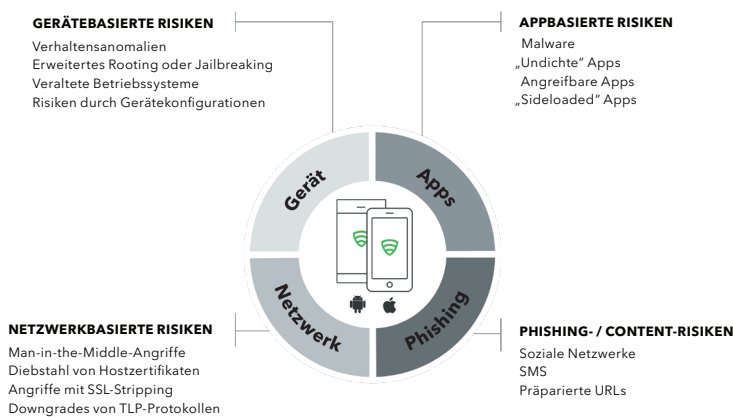 GERÄTEBASIERTE RISIKEN
Verhaltensanomalien
Erweitertes Rooting oder Jailbreaking
Veraltete Betriebssysteme
Risiken durch Gerätekonfigurationen
APPBASIERTE RISIKEN
Malware
„Undichte“ Apps
Angreifbare Apps
„Sideloaded“ Apps
Gerät
Apps
Netzwerk
Phishing
NETZWERKBASIERTE RISIKEN
Man-in-the-Middle-Angriffe
Diebstahl von Hostzertifikaten
Angriffe mit SSL-Stripping
Downgrades von TLP-Protokollen
PHISHING- / CONTENT-RISIKEN
Soziale Netzwerke
SMS
Präparierte URLs